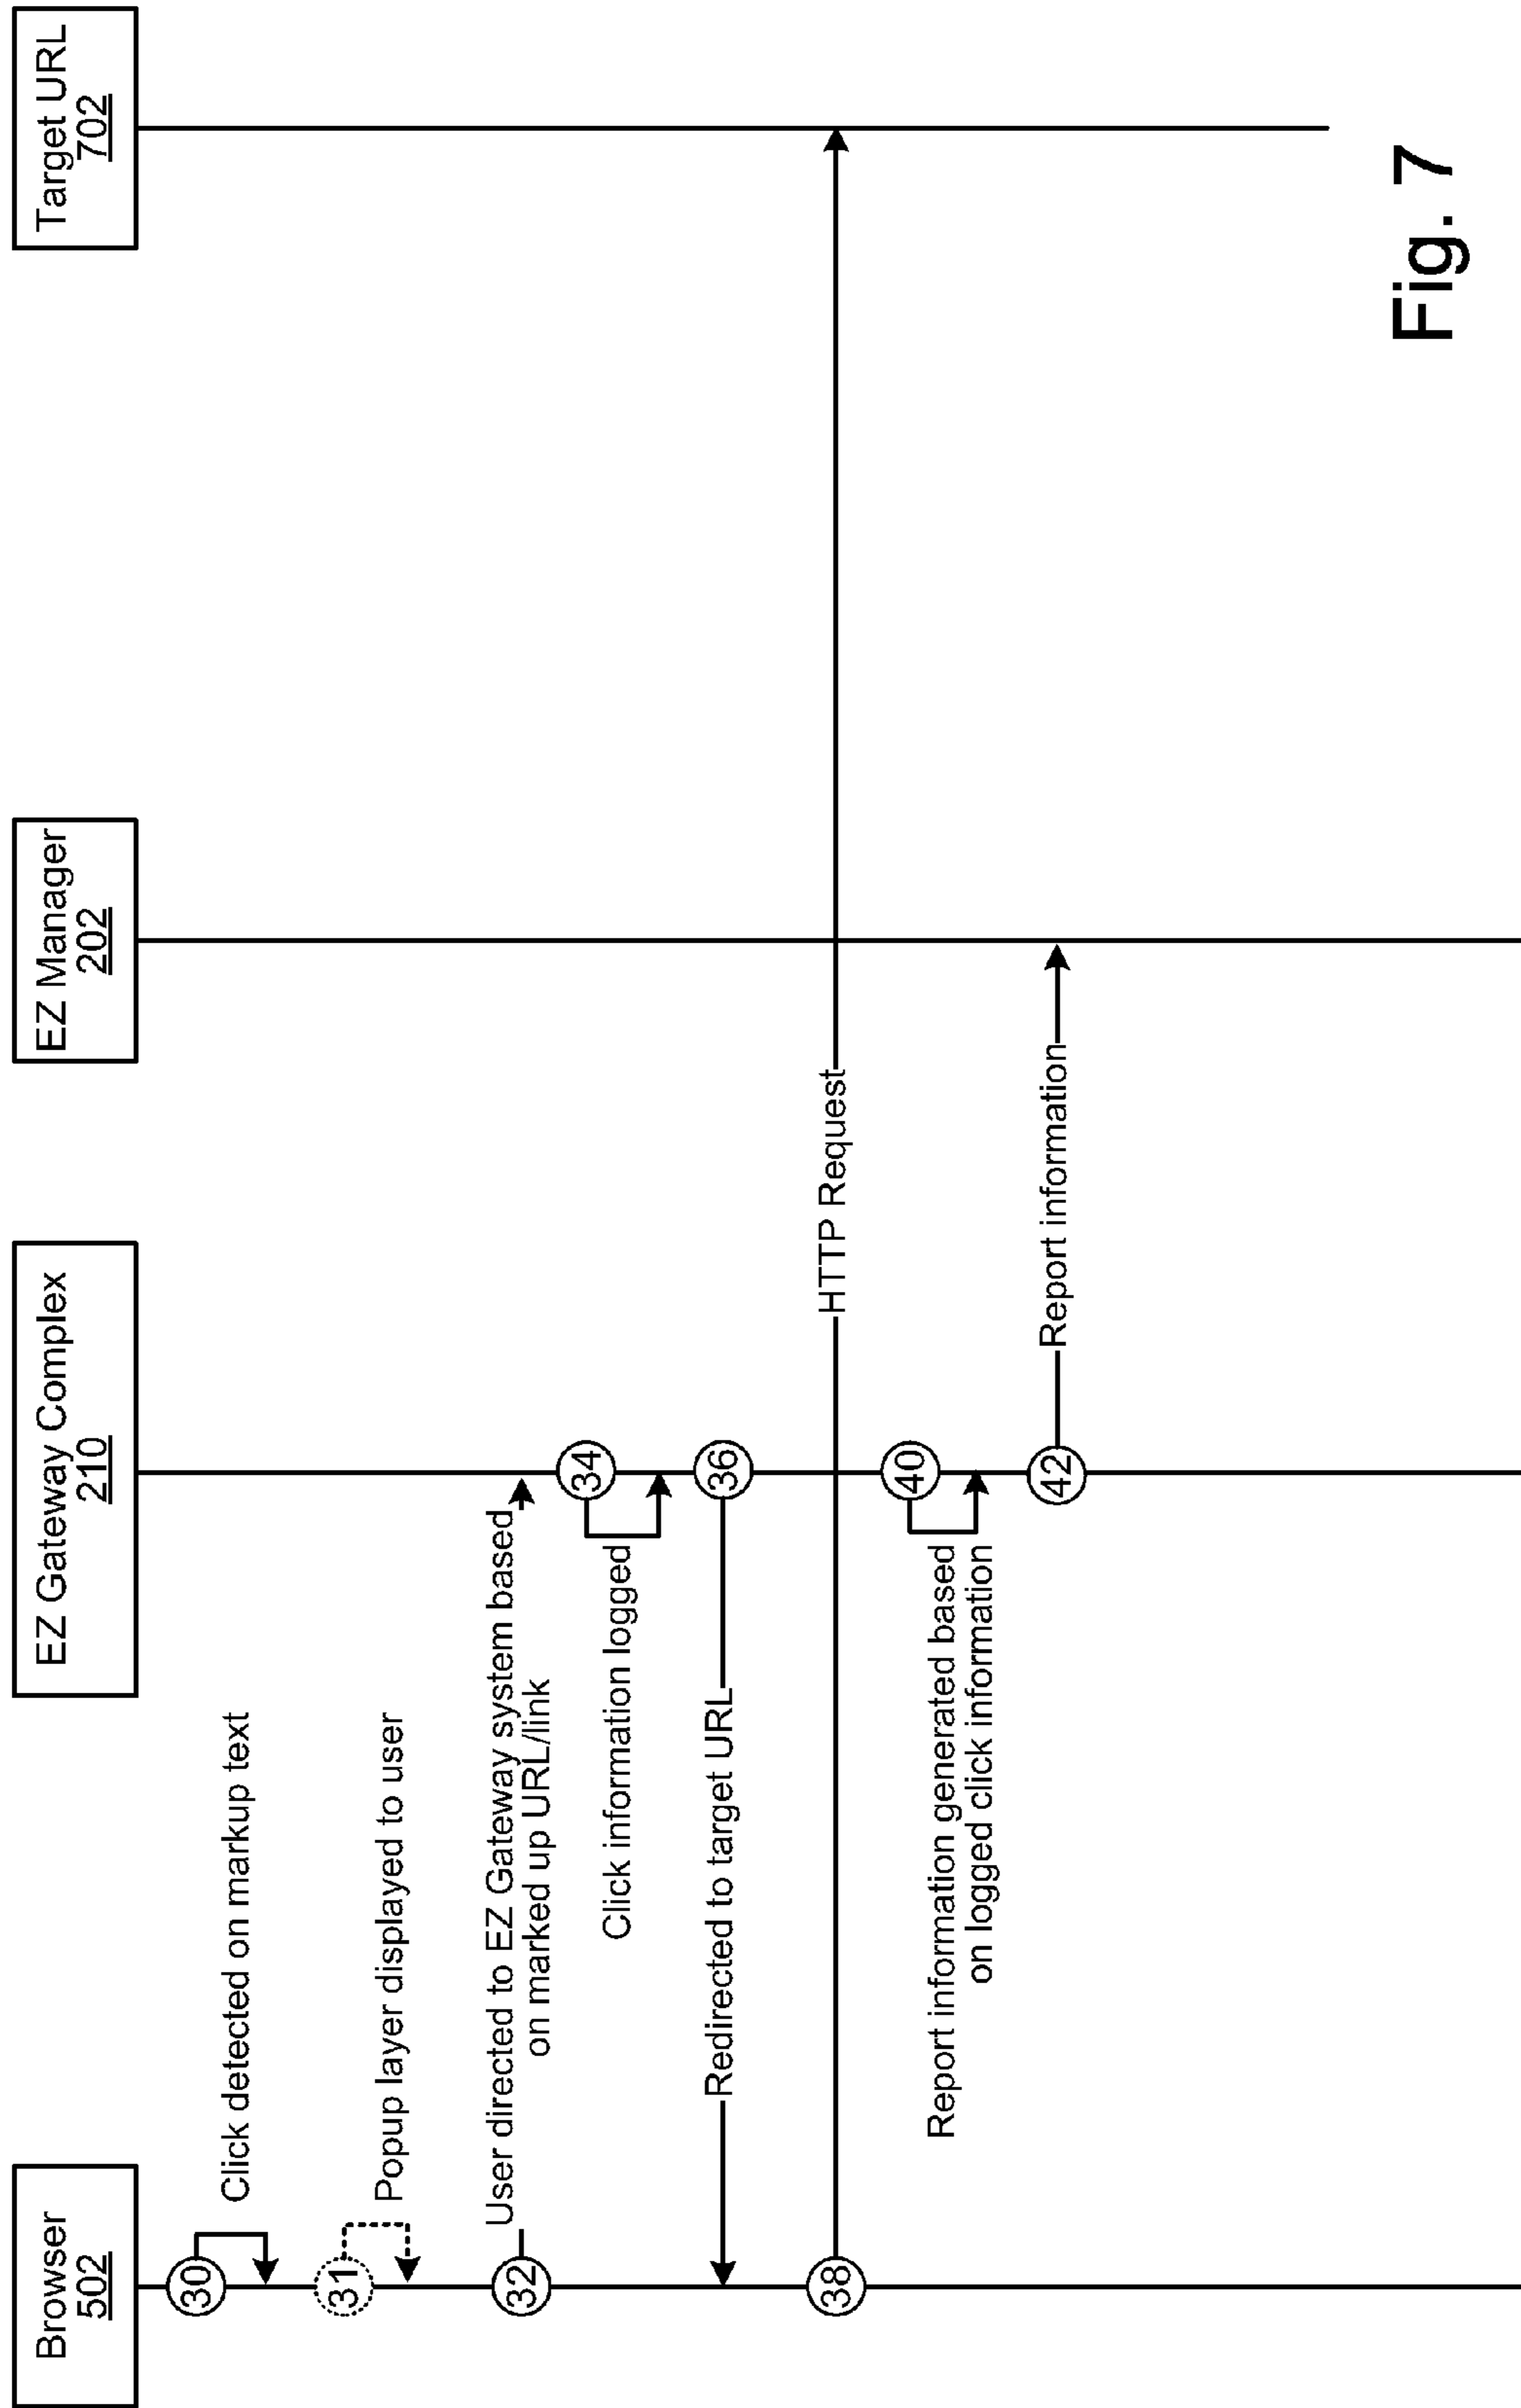 Browser
502
EZ Gateway Complex
210
EZ Manager
202
Target URL
702
30
Click detected on markup text
31
Popup layer displayed to user
32
User directed to EZ Gateway system based
on marked up URL/link
34
Click information logged
36
Redirected to target URL
38
HTTP Request
40
Report information generated based
on logged click information
42
Report information
Fig. 7